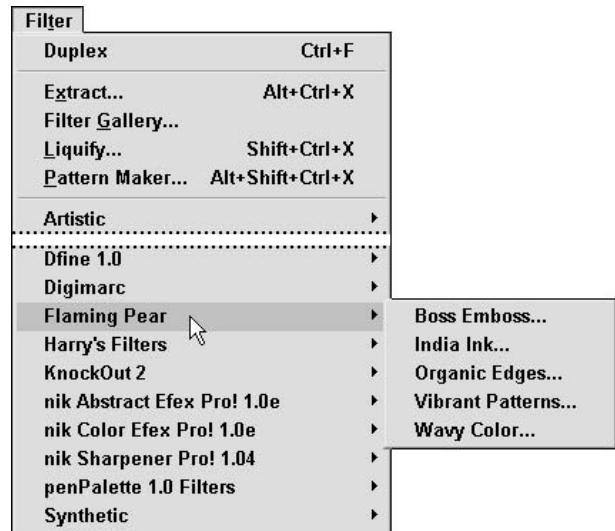 Filter
Duplex Ctrl+F
Extract... Alt+Ctrl+X
Filter Gallery...
Liquify... Shift+Ctrl+X
Pattern Maker... Alt+Shift+Ctrl+X
Artistic
Dfine 1.0
Digimarc
Flaming Pear
Harry's Filters
KnockOut 2
nik Abstract Efex Pro! 1.0e
nik Color Efex Pro! 1.0e
nik Sharpener Pro! 1.04
penPalette 1.0 Filters
Synthetic
Boss Emboss...
India Ink...
Organic Edges...
Vibrant Patterns...
Wavy Color...